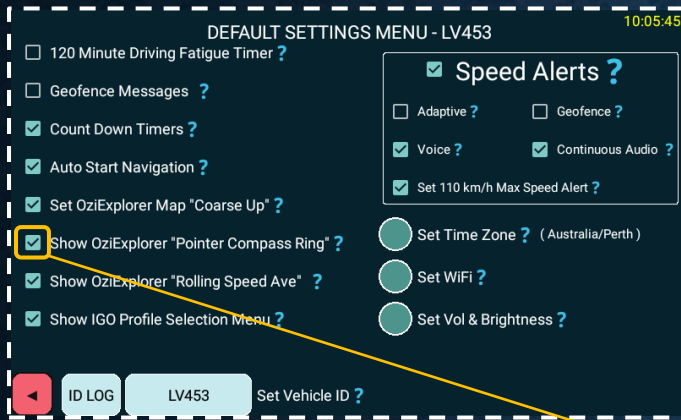 10:05:45
DEFAULT SETTINGS MENU - LV453
120 Minute Driving Fatigue Timer ?
Geofence Messages ?
Count Down Timers ?
Auto Start Navigation ?
Set OziExplorer Map "Coarse Up" ?
Show OziExplorer "Pointer Compass Ring" ?
Show OziExplorer "Rolling Speed Ave" ?
Show IGO Profile Selection Menu ?
Speed Alerts ?
Adaptive ?
Geofence ?
Voice ?
Continuous Audio ?
Set 110 km/h Max Speed Alert ?
Set Time Zone ? ( Australia/Perth )
Set WiFi ?
Set Vol & Brightness ?
ID LOG
LV453
Set Vehicle ID ?